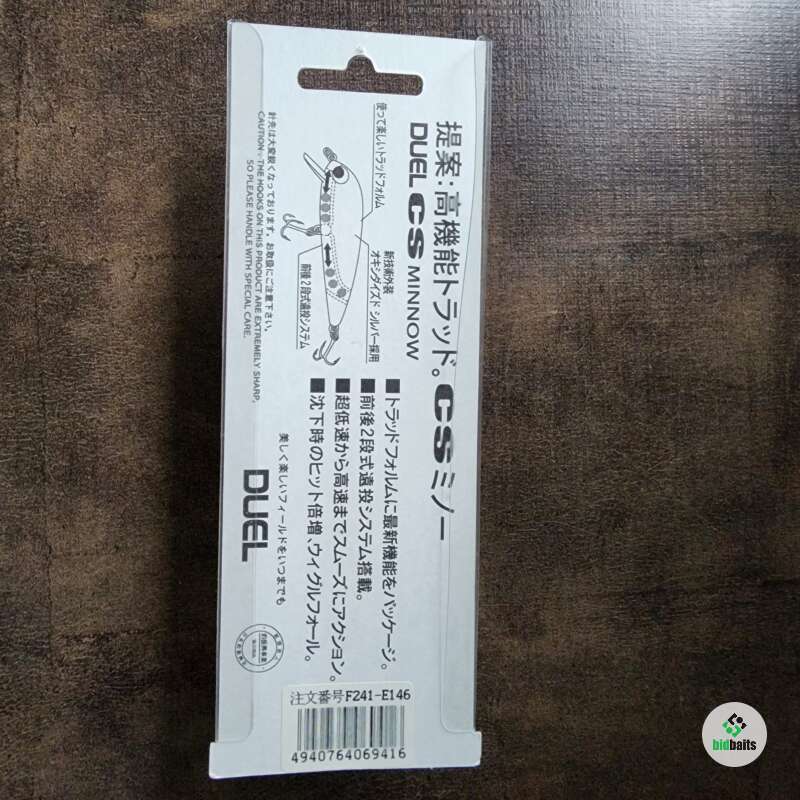 提案:高機能トラッド。CSミノー
DUEL CS MINNOW
使って楽しいトラッドフォルム
新技術外装
オキシダイズド シルバー採用
前後2段式遠投システム
■トラッドフォルムに最新機能をパッケージ。
■前後2段式遠投システム搭載。
■超低速から高速までスムーズにアクション。
■沈下時のヒット倍増、ウィグルフォール。
針先は大変鋭くなっております。お取扱にご注意下さい。
CAUTION: THE HOOKS ON THIS PRODUCT ARE EXTREMELY SHARP,
SO PLEASE HANDLE WITH SPECIAL CARE.
美しく楽しいフィールドをいつまでも
DUEL
注文番号F241-E146
4940764069416
bidbaits